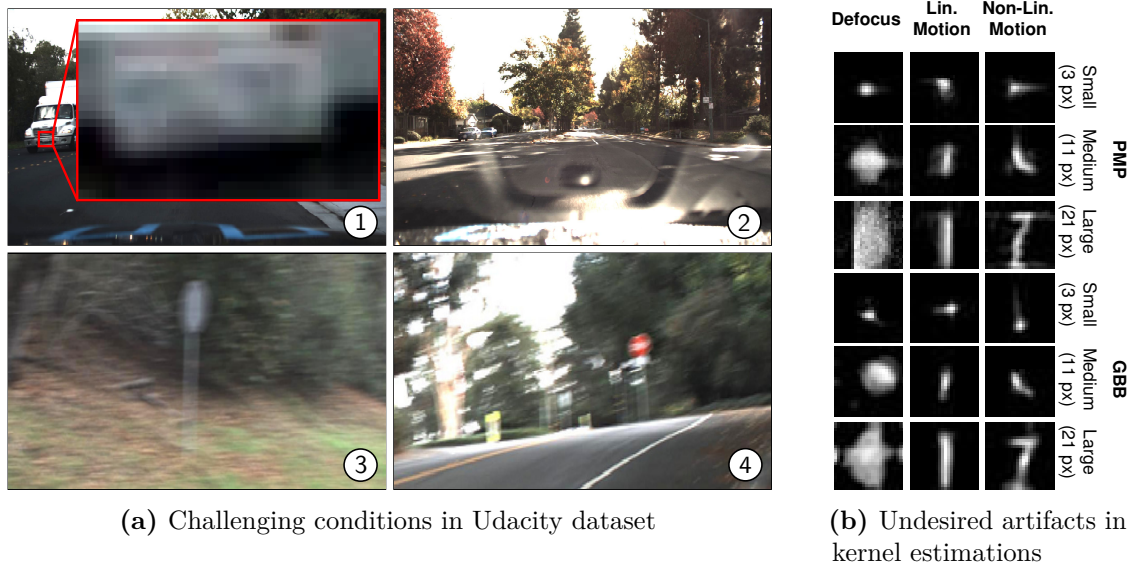 1
2
3
4
(a) Challenging conditions in Udacity dataset
Defocus
Lin.
Motion
Non-Lin.
Motion
Small
(3 px)
Medium
(11 px)
Large
(21 px)
PMP
Small
(3 px)
Medium
(11 px)
Large
(21 px)
GBB
(b) Undesired artifacts in
kernel estimations